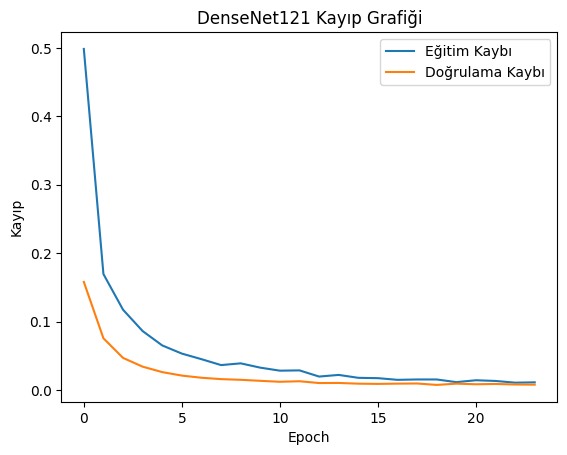 DenseNet121 Kayıp Grafiği
Eğitim Kaybı
Doğrulama Kaybı
Kayıp
0.5
0.4
0.3
0.2
0.1
0.0
0
5
10
15
20
Epoch